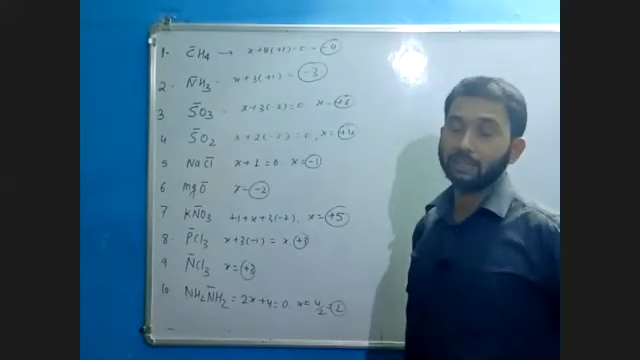 1. C̄H₄ → x+4(+1)=0 = -4
2. N̄H₃ - x+3(+1) = -3
3 S̄O₃ - x+3(-2)=0 x=+6
4 S̄O₂ x+2(-2)=0, x=+4
5 NaCl̄ x+1=0. x=-1
6. MgŌ x=-2
7 KN̄O₃ +1+x+3(-2), x=+5
8. P̄Cl₃ x+3(-1)= x +3
9 N̄Cl₃ x=+3
10 NH₂N̄H₂ = 2x+4=0. x=4/2=2